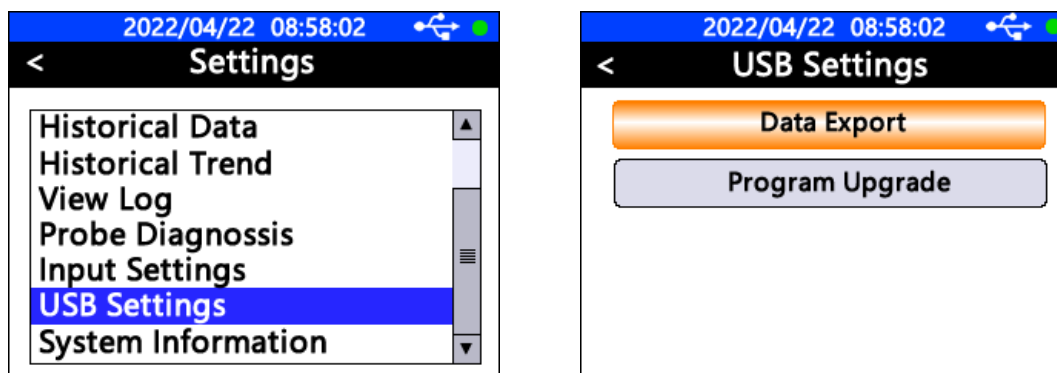 2022/04/22 08:58:02
< Settings
Historical Data
Historical Trend
View Log
Probe Diagnossis
Input Settings
USB Settings
System Information
2022/04/22 08:58:02
< USB Settings
Data Export
Program Upgrade